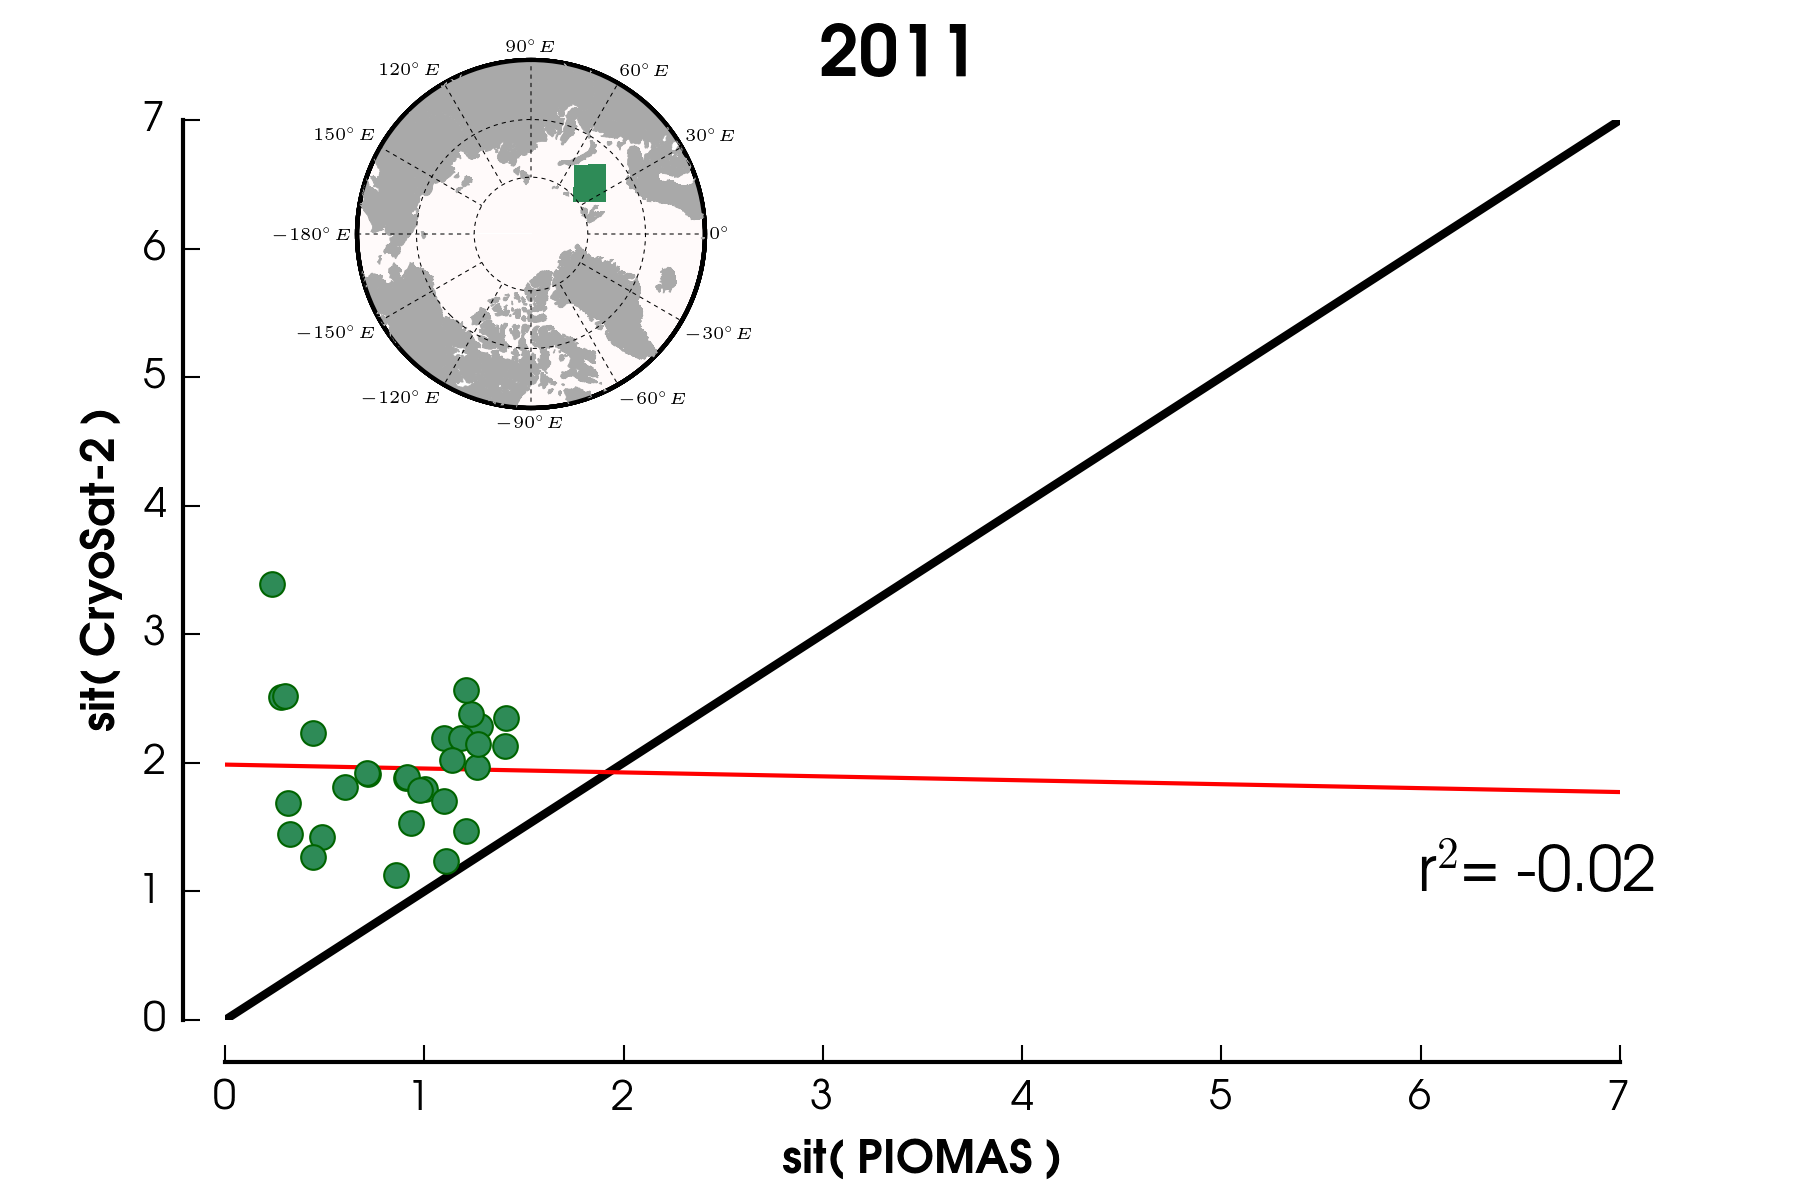 2011
90° E
120° E
60° E
150° E
30° E
−180° E
0°
−150° E
−30° E
−120° E
−60° E
−90° E
7
6
5
4
3
2
1
0
sit( CryoSat-2 )
r²= -0.02
0 1 2 3 4 5 6 7
sit( PIOMAS )